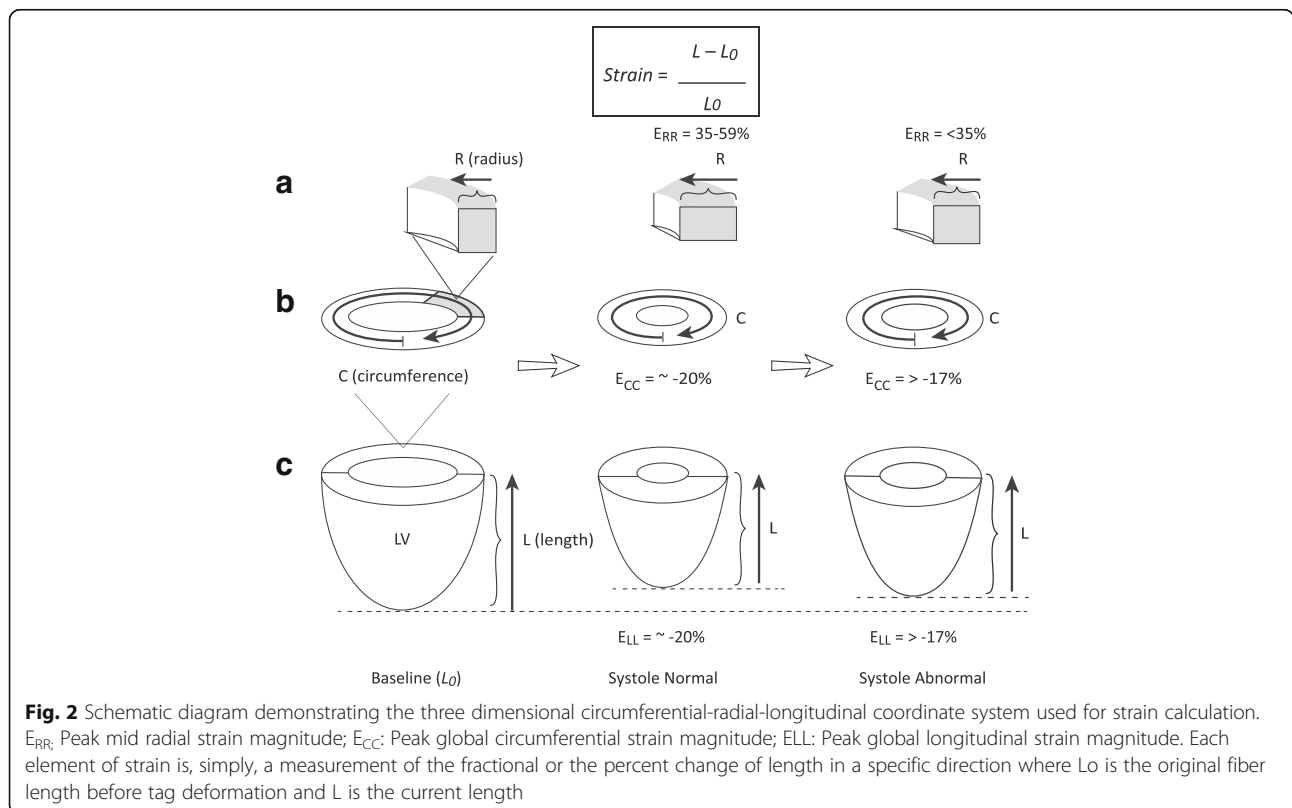 Strain = L – L0
L0
ERR = 35-59%
ERR = <35%
a
R (radius)
R
R
b
C
C
C (circumference)
ECC = ~ -20%
ECC = > -17%
c
LV
L (length)
L
L
ELL = ~ -20%
ELL = > -17%
Baseline (L0)
Systole Normal
Systole Abnormal
Fig. 2 Schematic diagram demonstrating the three dimensional circumferential-radial-longitudinal coordinate system used for strain calculation.
ERR; Peak mid radial strain magnitude; ECC: Peak global circumferential strain magnitude; ELL: Peak global longitudinal strain magnitude. Each
element of strain is, simply, a measurement of the fractional or the percent change of length in a specific direction where Lo is the original fiber
length before tag deformation and L is the current length